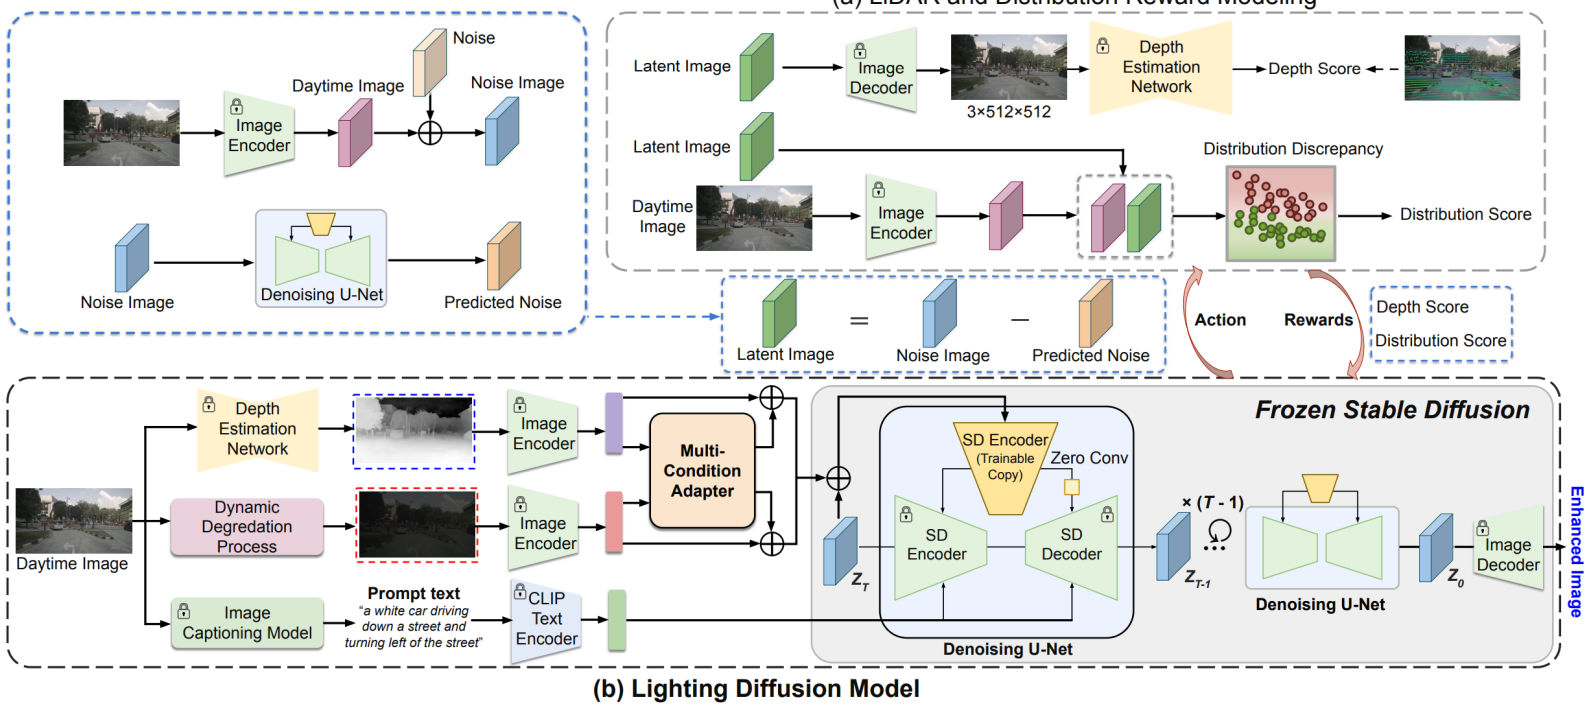 (a) LiDAR and Distribution Reward Modeling
Noise
Daytime Image
Noise Image
Image
Encoder
Noise Image
Denoising U-Net
Predicted Noise
Latent Image
Image
Decoder
3×512×512
Depth
Estimation
Network
Depth Score
Latent Image
Daytime
Image
Image
Encoder
Distribution Discrepancy
Distribution Score
Latent Image
=
Noise Image
−
Predicted Noise
Action
Rewards
Depth Score
Distribution Score
Daytime Image
Depth
Estimation
Network
Image
Encoder
Dynamic
Degredation
Process
Image
Encoder
Multi-
Condition
Adapter
Image
Captioning Model
Prompt text
"a white car driving
down a street and
turning left of the street"
CLIP
Text
Encoder
Frozen Stable Diffusion
SD Encoder
(Trainable
Copy)
Zero Conv
SD
Encoder
SD
Decoder
Z_T
Denoising U-Net
Z_T-1
× (T - 1)
...
Denoising U-Net
Z_0
Image
Decoder
Enhanced Image
(b) Lighting Diffusion Model